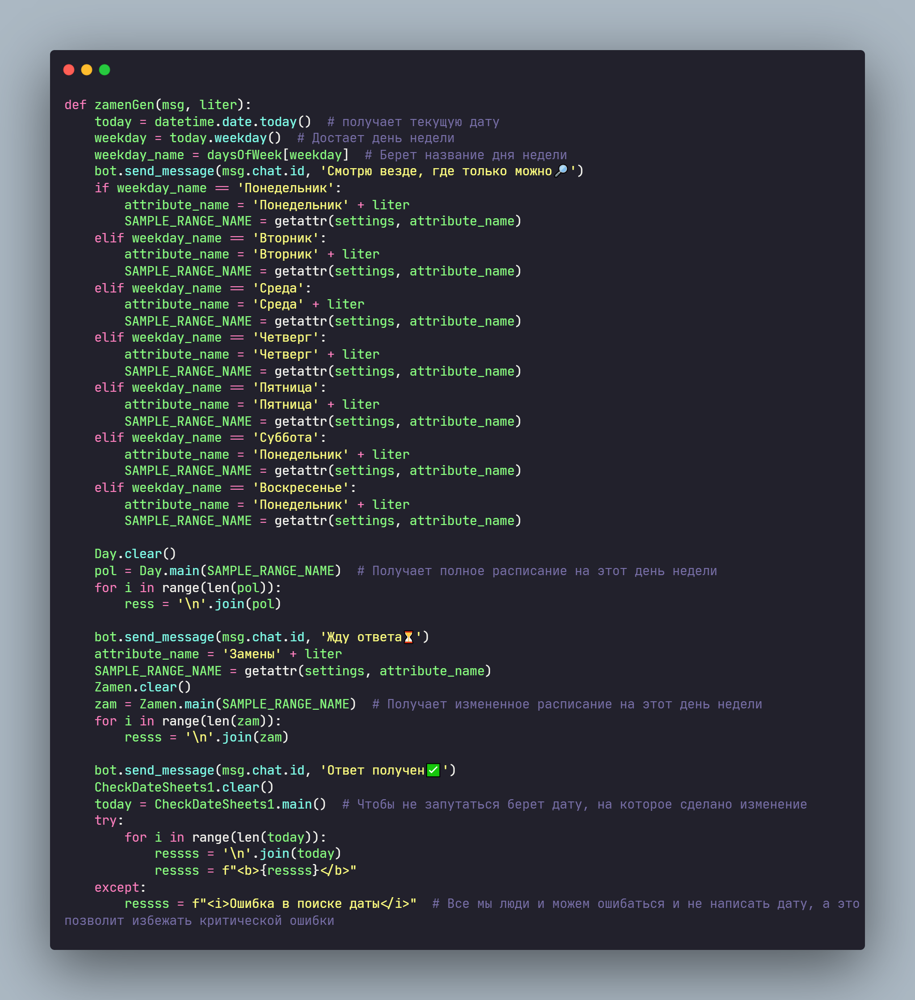 def zamenGen(msg, liter):
    today = datetime.date.today()  # получает текущую дату
    weekday = today.weekday()  # Достает день недели
    weekday_name = daysOfWeek[weekday]  # Берет название дня недели
    bot.send_message(msg.chat.id, 'Смотрю везде, где только можно🔎')
    if weekday_name == 'Понедельник':
        attribute_name = 'Понедельник' + liter
        SAMPLE_RANGE_NAME = getattr(settings, attribute_name)
    elif weekday_name == 'Вторник':
        attribute_name = 'Вторник' + liter
        SAMPLE_RANGE_NAME = getattr(settings, attribute_name)
    elif weekday_name == 'Среда':
        attribute_name = 'Среда' + liter
        SAMPLE_RANGE_NAME = getattr(settings, attribute_name)
    elif weekday_name == 'Четверг':
        attribute_name = 'Четверг' + liter
        SAMPLE_RANGE_NAME = getattr(settings, attribute_name)
    elif weekday_name == 'Пятница':
        attribute_name = 'Пятница' + liter
        SAMPLE_RANGE_NAME = getattr(settings, attribute_name)
    elif weekday_name == 'Суббота':
        attribute_name = 'Понедельник' + liter
        SAMPLE_RANGE_NAME = getattr(settings, attribute_name)
    elif weekday_name == 'Воскресенье':
        attribute_name = 'Понедельник' + liter
        SAMPLE_RANGE_NAME = getattr(settings, attribute_name)

    Day.clear()
    pol = Day.main(SAMPLE_RANGE_NAME)  # Получает полное расписание на этот день недели
    for i in range(len(pol)):
        ress = '\n'.join(pol)

    bot.send_message(msg.chat.id, 'Жду ответа⏳')
    attribute_name = 'Замены' + liter
    SAMPLE_RANGE_NAME = getattr(settings, attribute_name)
    Zamen.clear()
    zam = Zamen.main(SAMPLE_RANGE_NAME)  # Получает измененное расписание на этот день недели
    for i in range(len(zam)):
        resss = '\n'.join(zam)

    bot.send_message(msg.chat.id, 'Ответ получен✅')
    CheckDateSheets1.clear()
    today = CheckDateSheets1.main()  # Чтобы не запутаться берет дату, на которое сделано изменение
    try:
        for i in range(len(today)):
            ressss = '\n'.join(today)
            ressss = f"<b>{ressss}</b>"
    except:
        ressss = f"<i>Ошибка в поиске даты</i>"  # Все мы люди и можем ошибаться и не написать дату, а это
позволит избежать критической ошибки